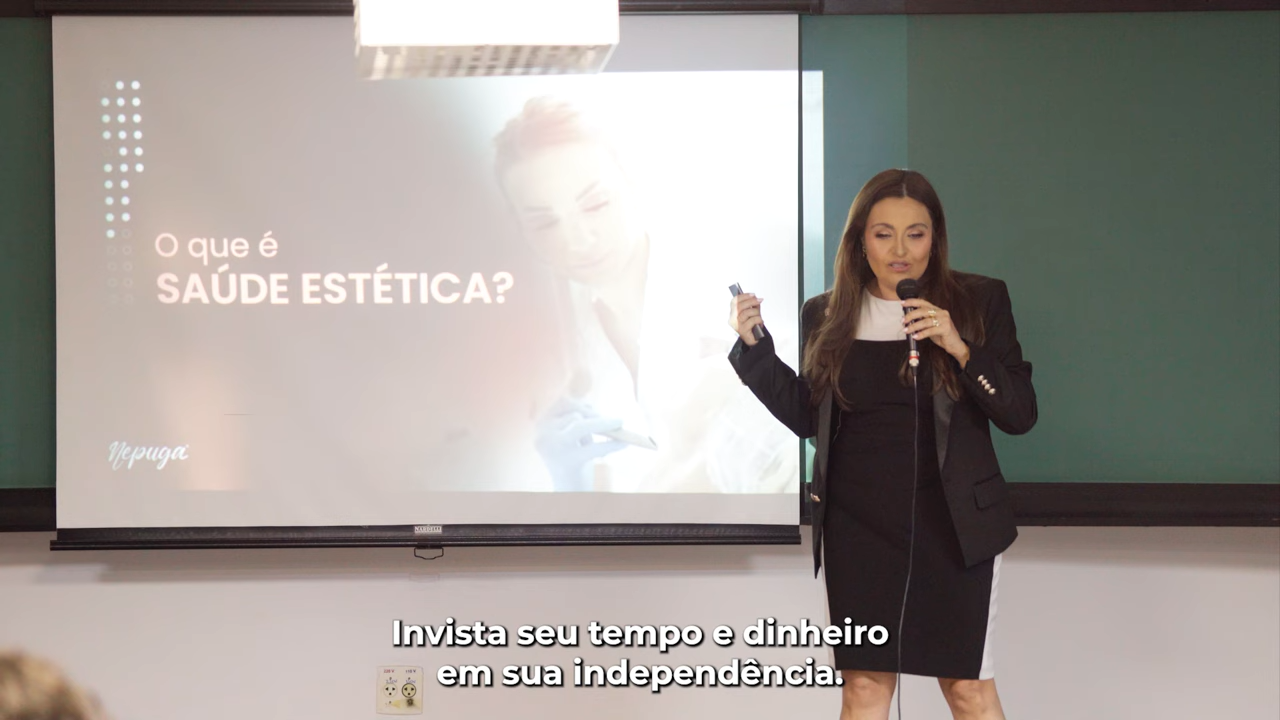 O que é
SAÚDE ESTÉTICA?
Nepuga
Invista seu tempo e dinheiro
em sua independência.